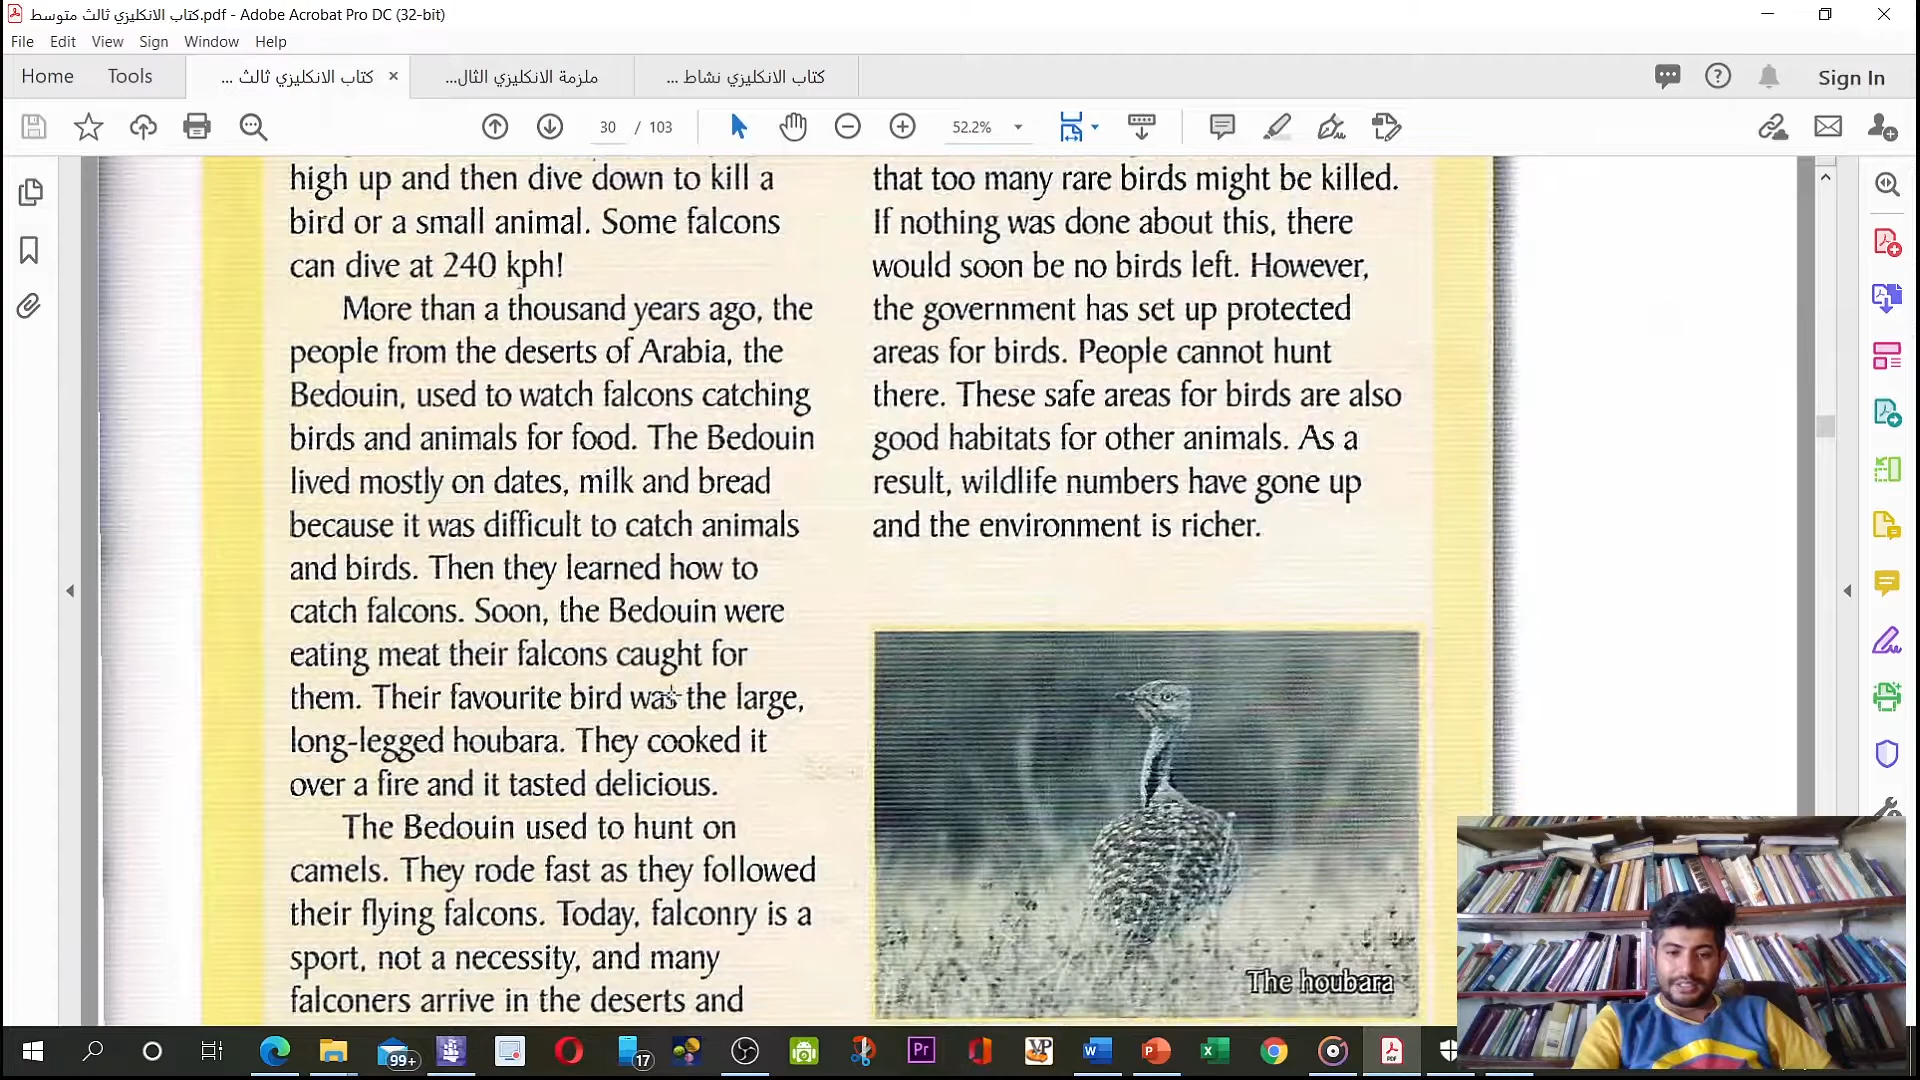 كتاب الانكليزي ثالث متوسط.pdf - Adobe Acrobat Pro DC (32-bit)
File Edit View Sign Window Help
Home Tools كتاب الانكليزي ثالث ... × ملزمة الانكليزي الثال... كتاب الانكليزي نشاط ... Sign In
30 / 103 52.2%
high up and then dive down to kill a
bird or a small animal. Some falcons
can dive at 240 kph!
More than a thousand years ago, the
people from the deserts of Arabia, the
Bedouin, used to watch falcons catching
birds and animals for food. The Bedouin
lived mostly on dates, milk and bread
because it was difficult to catch animals
and birds. Then they learned how to
catch falcons. Soon, the Bedouin were
eating meat their falcons caught for
them. Their favourite bird was the large,
long-legged houbara. They cooked it
over a fire and it tasted delicious.
The Bedouin used to hunt on
camels. They rode fast as they followed
their flying falcons. Today, falconry is a
sport, not a necessity, and many
falconers arrive in the deserts and
that too many rare birds might be killed.
If nothing was done about this, there
would soon be no birds left. However,
the government has set up protected
areas for birds. People cannot hunt
there. These safe areas for birds are also
good habitats for other animals. As a
result, wildlife numbers have gone up
and the environment is richer.
The houbara
99+ 17 Pr